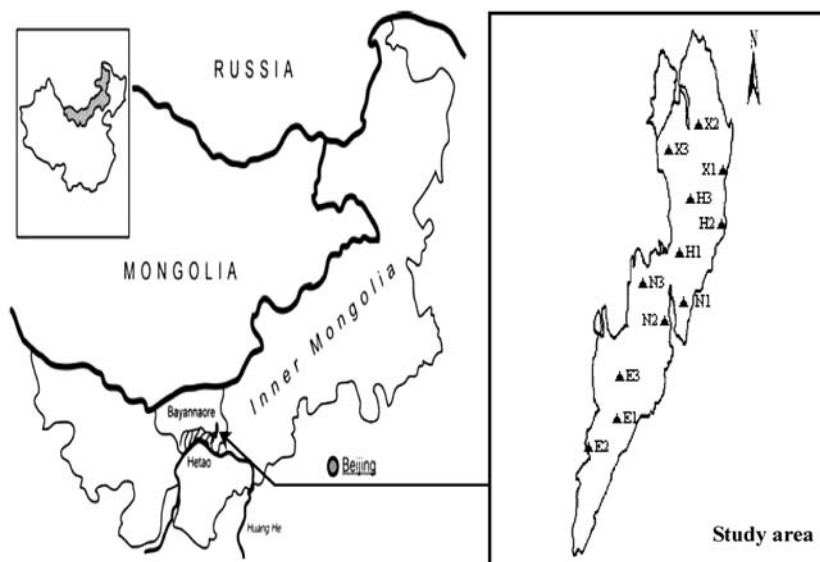 RUSSIA
MONGOLIA
Inner Mongolia
Bayannaore
Hetao
Beijing
Huang He
N
X2
X3
X1
H3
H2
H1
N3
N1
N2
E3
E1
E2
Study area